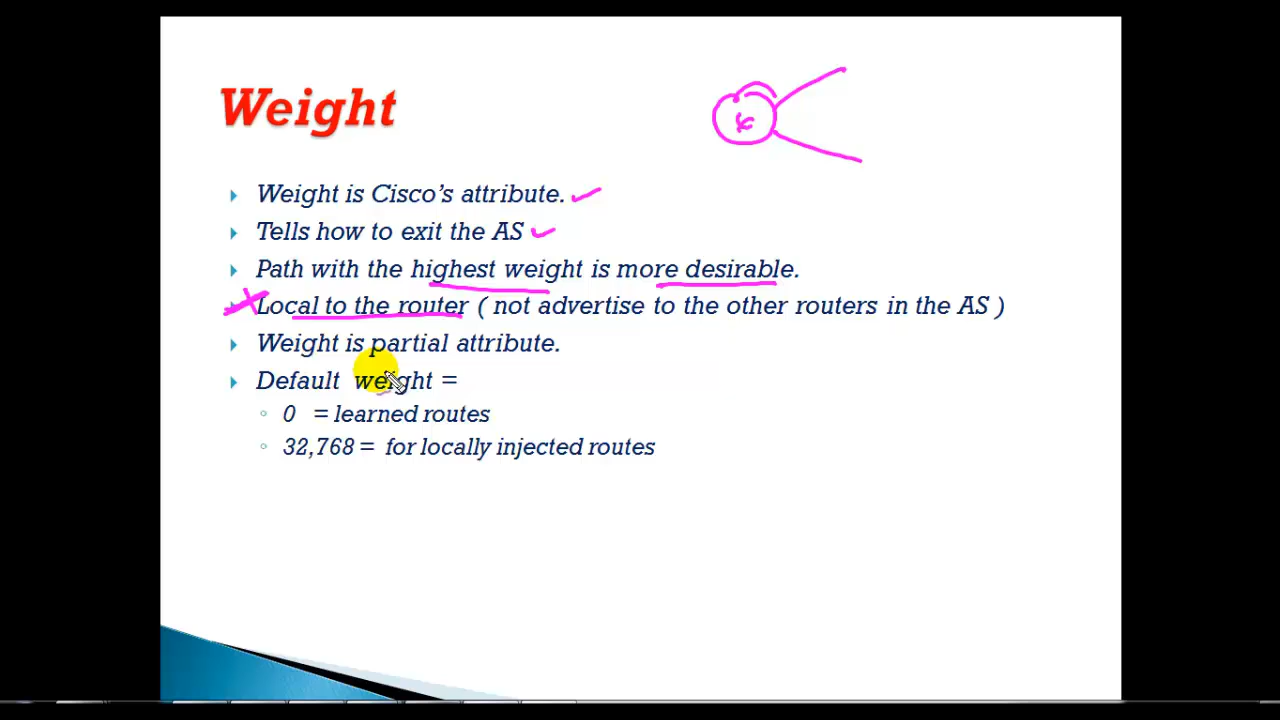 Weight
Weight is Cisco's attribute.
Tells how to exit the AS
Path with the highest weight is more desirable.
Local to the router ( not advertise to the other routers in the AS )
Weight is partial attribute.
Default weight =
0 = learned routes
32,768 = for locally injected routes